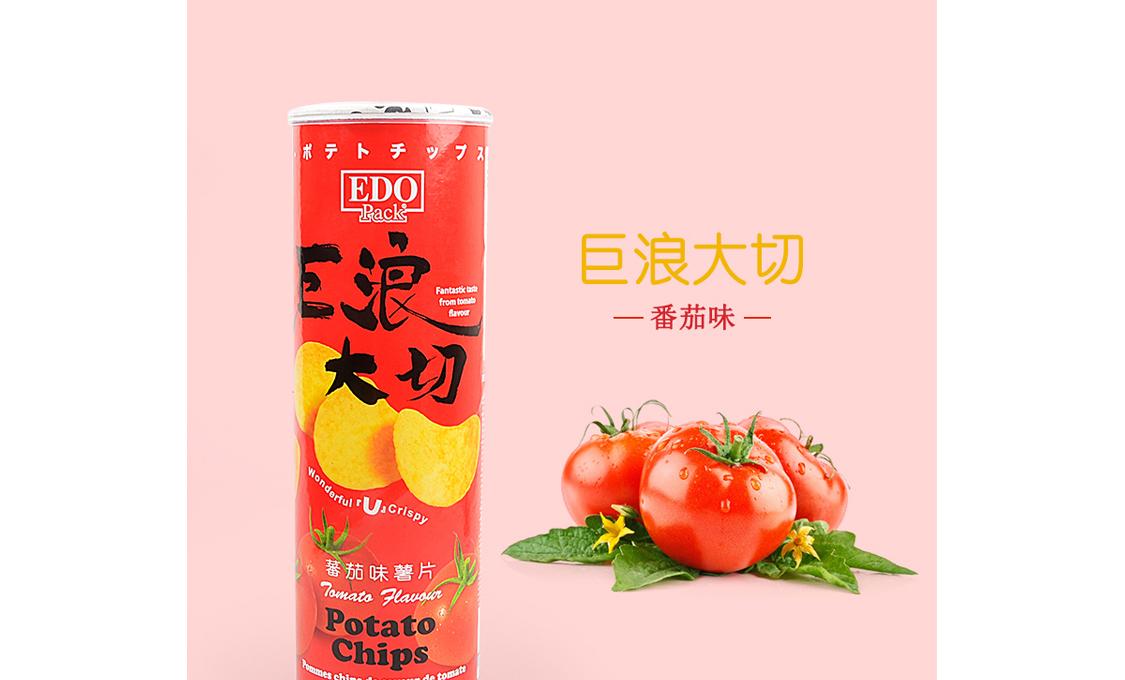 ポテトチップス
EDO
Pack
巨浪
大切
Fantastic taste
from tomato
flavour
Wonderful「U」Crispy
蕃茄味薯片
Tomato Flavour
Potato
Chips
巨浪大切
— 番茄味 —